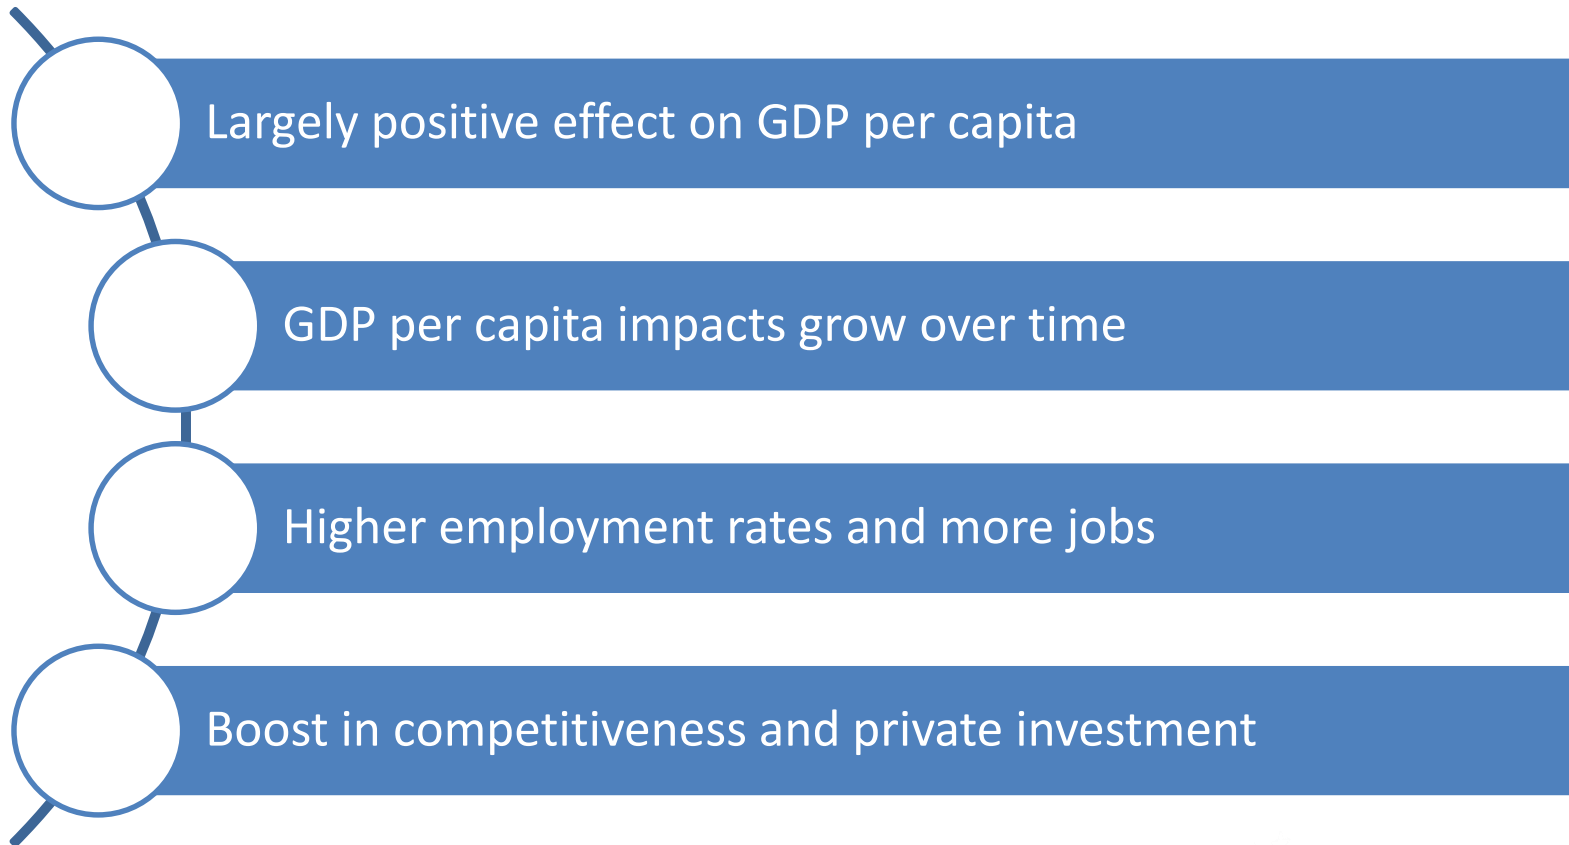 Largely positive effect on GDP per capita
GDP per capita impacts grow over time
Higher employment rates and more jobs
Boost in competitiveness and private investment